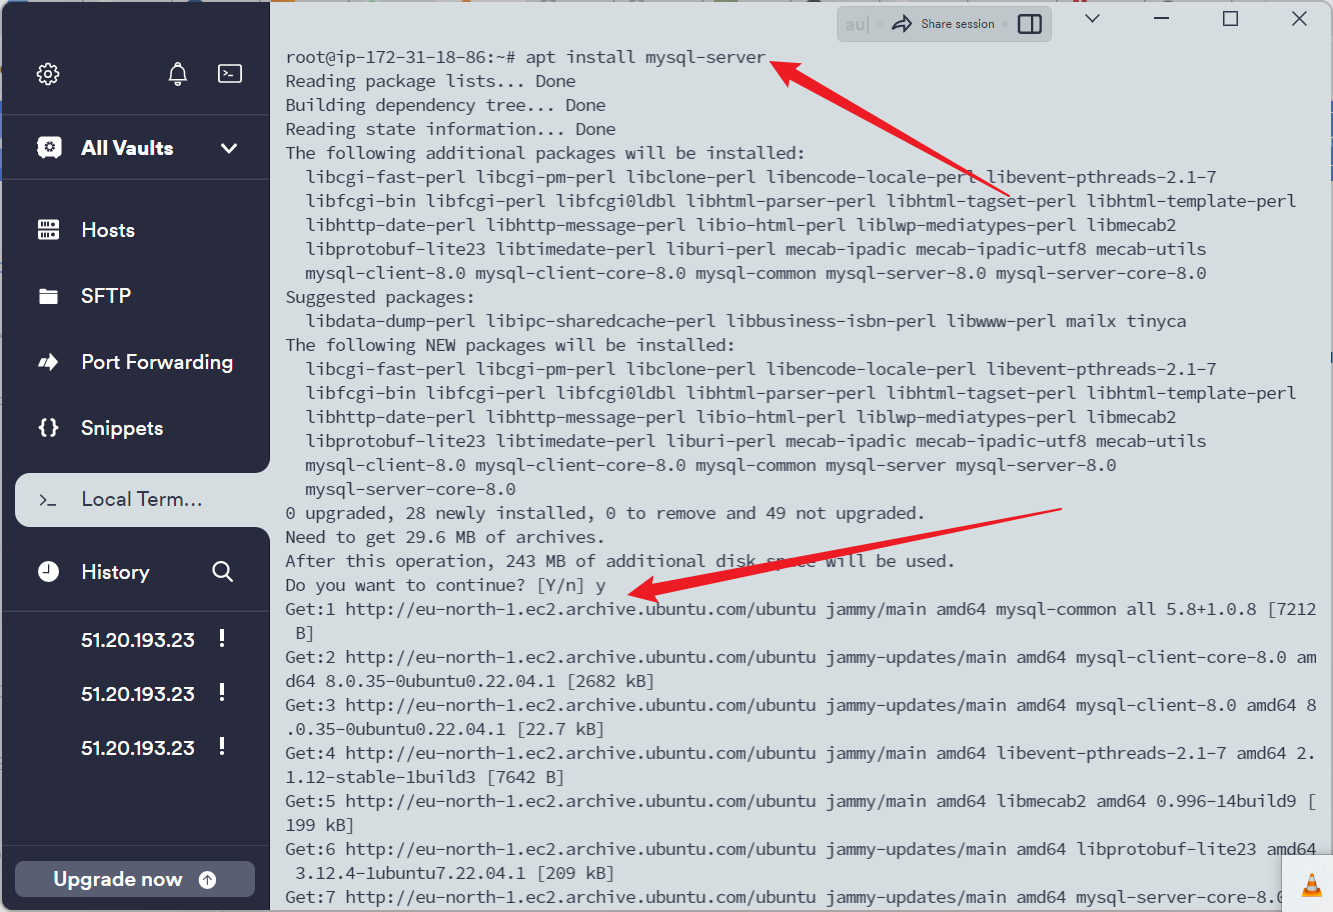 au|
Share session
All Vaults
Hosts
SFTP
Port Forwarding
Snippets
Local Term...
History
51.20.193.23 !
51.20.193.23 !
51.20.193.23 !
Upgrade now
root@ip-172-31-18-86:~# apt install mysql-server
Reading package lists... Done
Building dependency tree... Done
Reading state information... Done
The following additional packages will be installed:
libcgi-fast-perl libcgi-pm-perl libclone-perl libencode-locale-perl libevent-pthreads-2.1-7
libfcgi-bin libfcgi-perl libfcgi0ldbl libhtml-parser-perl libhtml-tagset-perl libhtml-template-perl
libhttp-date-perl libhttp-message-perl libio-html-perl liblwp-mediatypes-perl libmecab2
libprotobuf-lite23 libtimedate-perl liburi-perl mecab-ipadic mecab-ipadic-utf8 mecab-utils
mysql-client-8.0 mysql-client-core-8.0 mysql-common mysql-server-8.0 mysql-server-core-8.0
Suggested packages:
libdata-dump-perl libipc-sharedcache-perl libbusiness-isbn-perl libwww-perl mailx tinyca
The following NEW packages will be installed:
libcgi-fast-perl libcgi-pm-perl libclone-perl libencode-locale-perl libevent-pthreads-2.1-7
libfcgi-bin libfcgi-perl libfcgi0ldbl libhtml-parser-perl libhtml-tagset-perl libhtml-template-perl
libhttp-date-perl libhttp-message-perl libio-html-perl liblwp-mediatypes-perl libmecab2
libprotobuf-lite23 libtimedate-perl liburi-perl mecab-ipadic mecab-ipadic-utf8 mecab-utils
mysql-client-8.0 mysql-client-core-8.0 mysql-common mysql-server mysql-server-8.0
mysql-server-core-8.0
0 upgraded, 28 newly installed, 0 to remove and 49 not upgraded.
Need to get 29.6 MB of archives.
After this operation, 243 MB of additional disk space will be used.
Do you want to continue? [Y/n] y
Get:1 http://eu-north-1.ec2.archive.ubuntu.com/ubuntu jammy/main amd64 mysql-common all 5.8+1.0.8 [7212
B]
Get:2 http://eu-north-1.ec2.archive.ubuntu.com/ubuntu jammy-updates/main amd64 mysql-client-core-8.0 am
d64 8.0.35-0ubuntu0.22.04.1 [2682 kB]
Get:3 http://eu-north-1.ec2.archive.ubuntu.com/ubuntu jammy-updates/main amd64 mysql-client-8.0 amd64 8
.0.35-0ubuntu0.22.04.1 [22.7 kB]
Get:4 http://eu-north-1.ec2.archive.ubuntu.com/ubuntu jammy/main amd64 libevent-pthreads-2.1-7 amd64 2.
1.12-stable-1build3 [7642 B]
Get:5 http://eu-north-1.ec2.archive.ubuntu.com/ubuntu jammy/main amd64 libmecab2 amd64 0.996-14build9 [
199 kB]
Get:6 http://eu-north-1.ec2.archive.ubuntu.com/ubuntu jammy-updates/main amd64 libprotobuf-lite23 amd64
3.12.4-1ubuntu7.22.04.1 [209 kB]
Get:7 http://eu-north-1.ec2.archive.ubuntu.com/ubuntu jammy-updates/main amd64 mysql-server-core-8.0